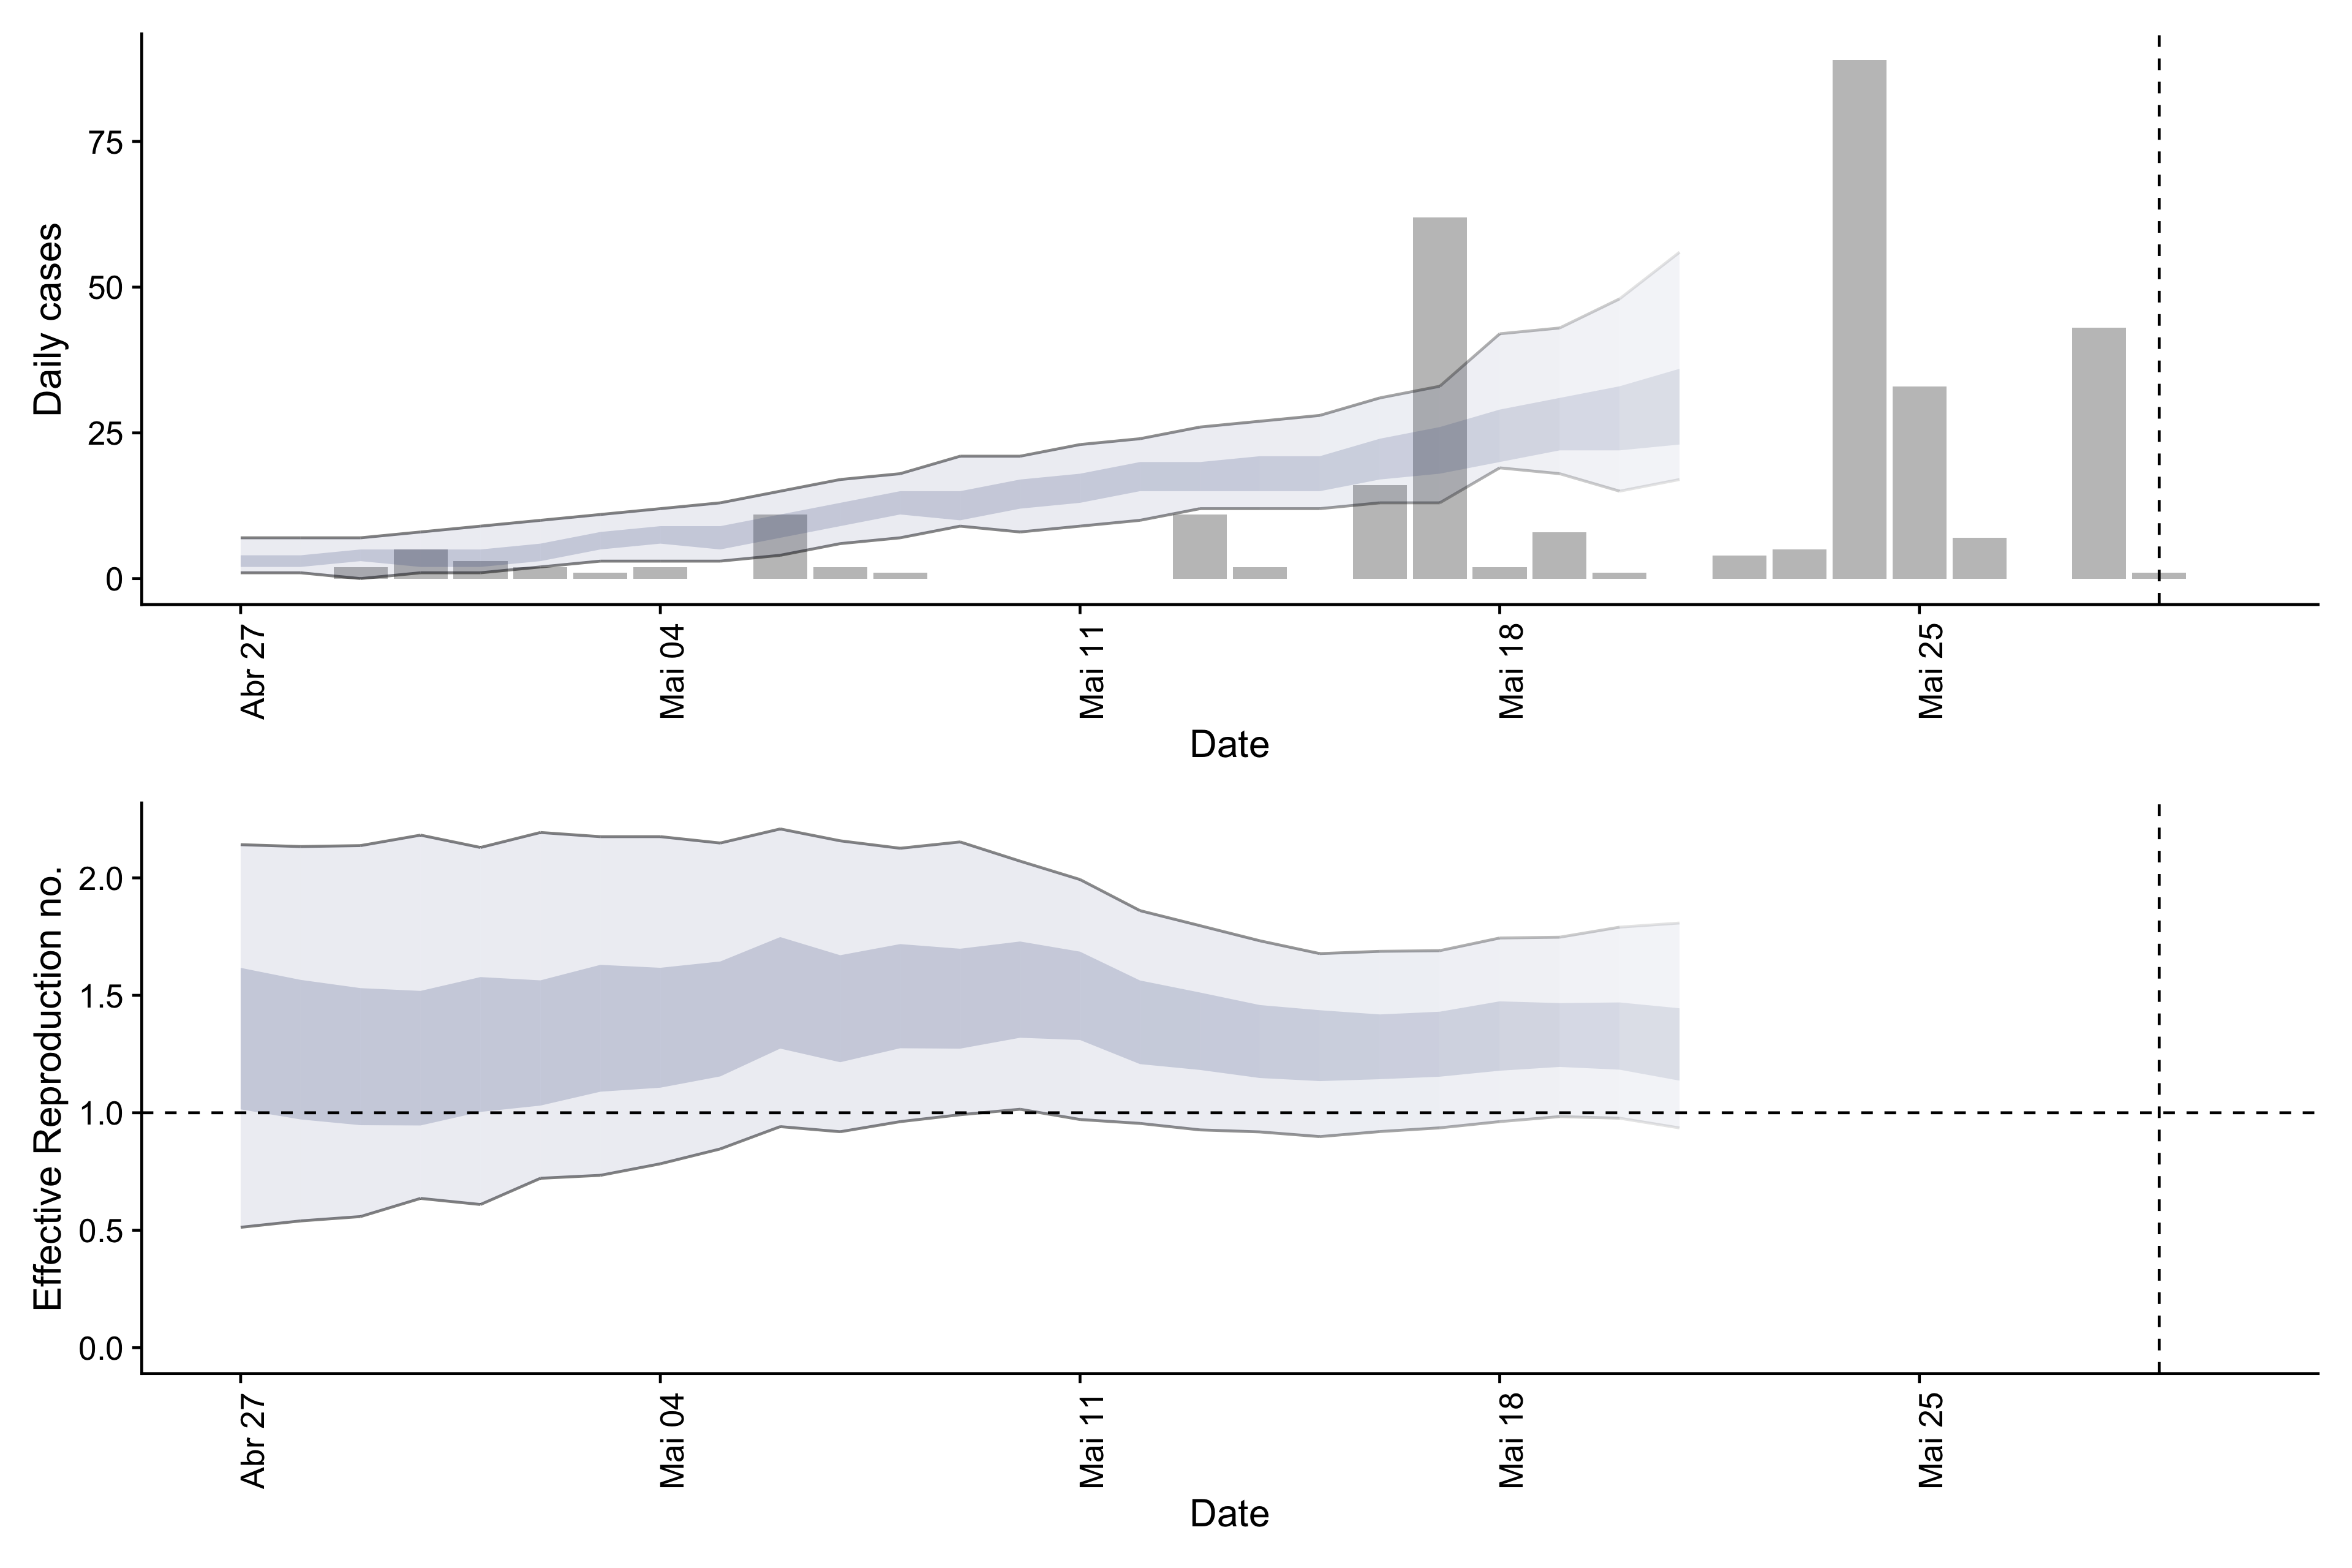 Daily cases
75
50
25
0
Abr 27
Mai 04
Mai 11
Mai 18
Mai 25
Date
Effective Reproduction no.
2.0
1.5
1.0
0.5
0.0
Abr 27
Mai 04
Mai 11
Mai 18
Mai 25
Date